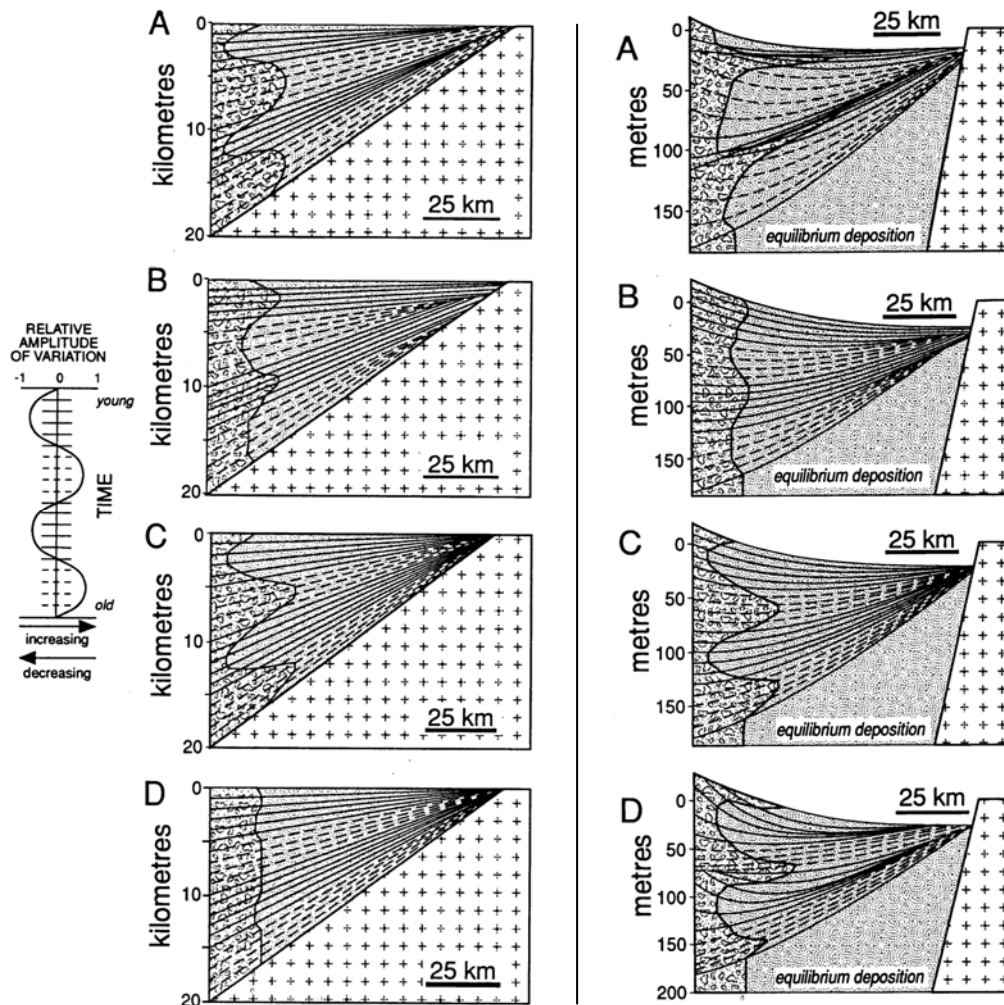 RELATIVE
AMPLITUDE
OF VARIATION
-1 0 1
young
TIME
old
increasing
decreasing
A
0
10
20
kilometres
25 km
B
0
10
20
kilometres
25 km
C
0
10
20
kilometres
25 km
D
0
10
20
kilometres
25 km
A
0
50
100
150
metres
25 km
equilibrium deposition
B
0
50
100
150
metres
25 km
equilibrium deposition
C
0
50
100
150
metres
25 km
equilibrium deposition
D
0
50
100
150
200
metres
25 km
equilibrium deposition